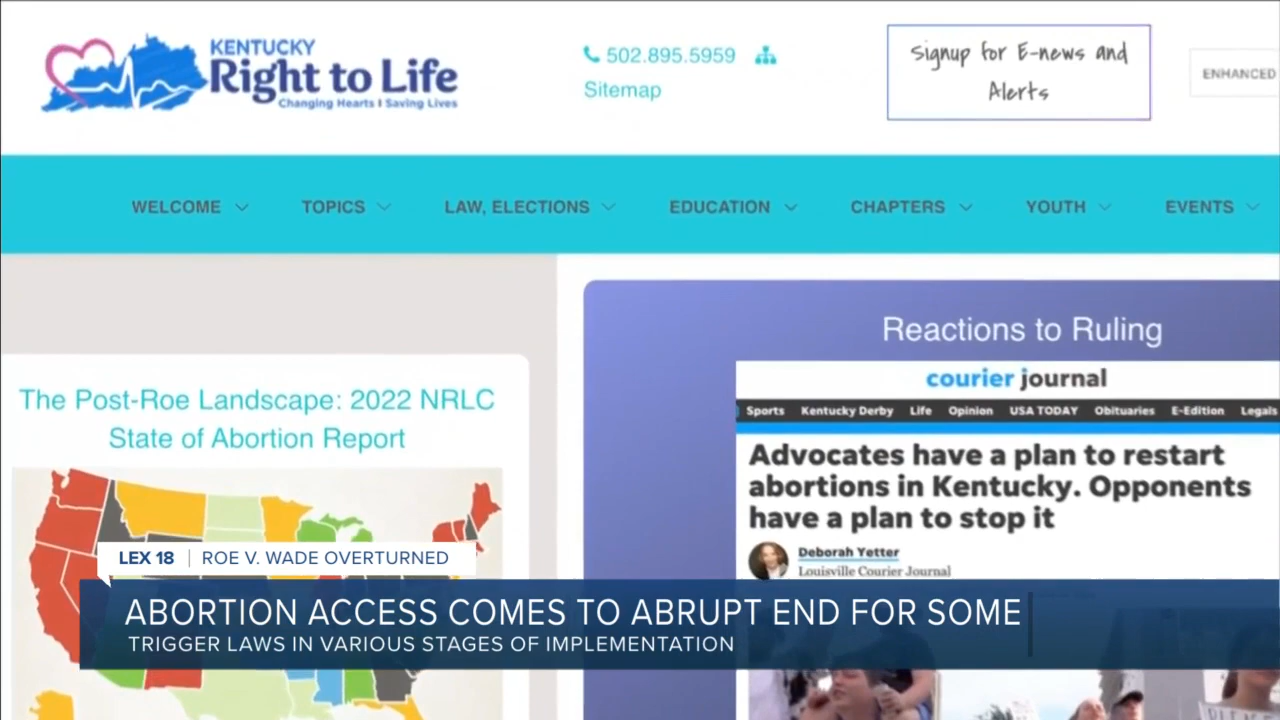 KENTUCKY
Right to Life
Changing Hearts I Saving Lives
502.895.5959
Sitemap
Signup for E-news and
Alerts
ENHANCED
WELCOME
TOPICS
LAW, ELECTIONS
EDUCATION
CHAPTERS
YOUTH
EVENTS
The Post-Roe Landscape: 2022 NRLC
State of Abortion Report
Reactions to Ruling
courier journal
Sports Kentucky Derby Life Opinion USA TODAY Obituaries E-Edition Legals
Advocates have a plan to restart
abortions in Kentucky. Opponents
have a plan to stop it
Deborah Yetter
Louisville Courier Journal
LEX 18 | ROE V. WADE OVERTURNED
ABORTION ACCESS COMES TO ABRUPT END FOR SOME
TRIGGER LAWS IN VARIOUS STAGES OF IMPLEMENTATION